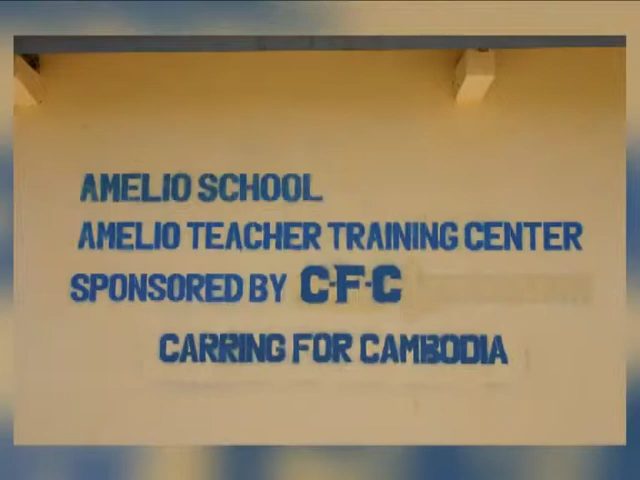 AMELIO SCHOOL
AMELIO TEACHER TRAINING CENTER
SPONSORED BY C-F-C
CARRING FOR CAMBODIA